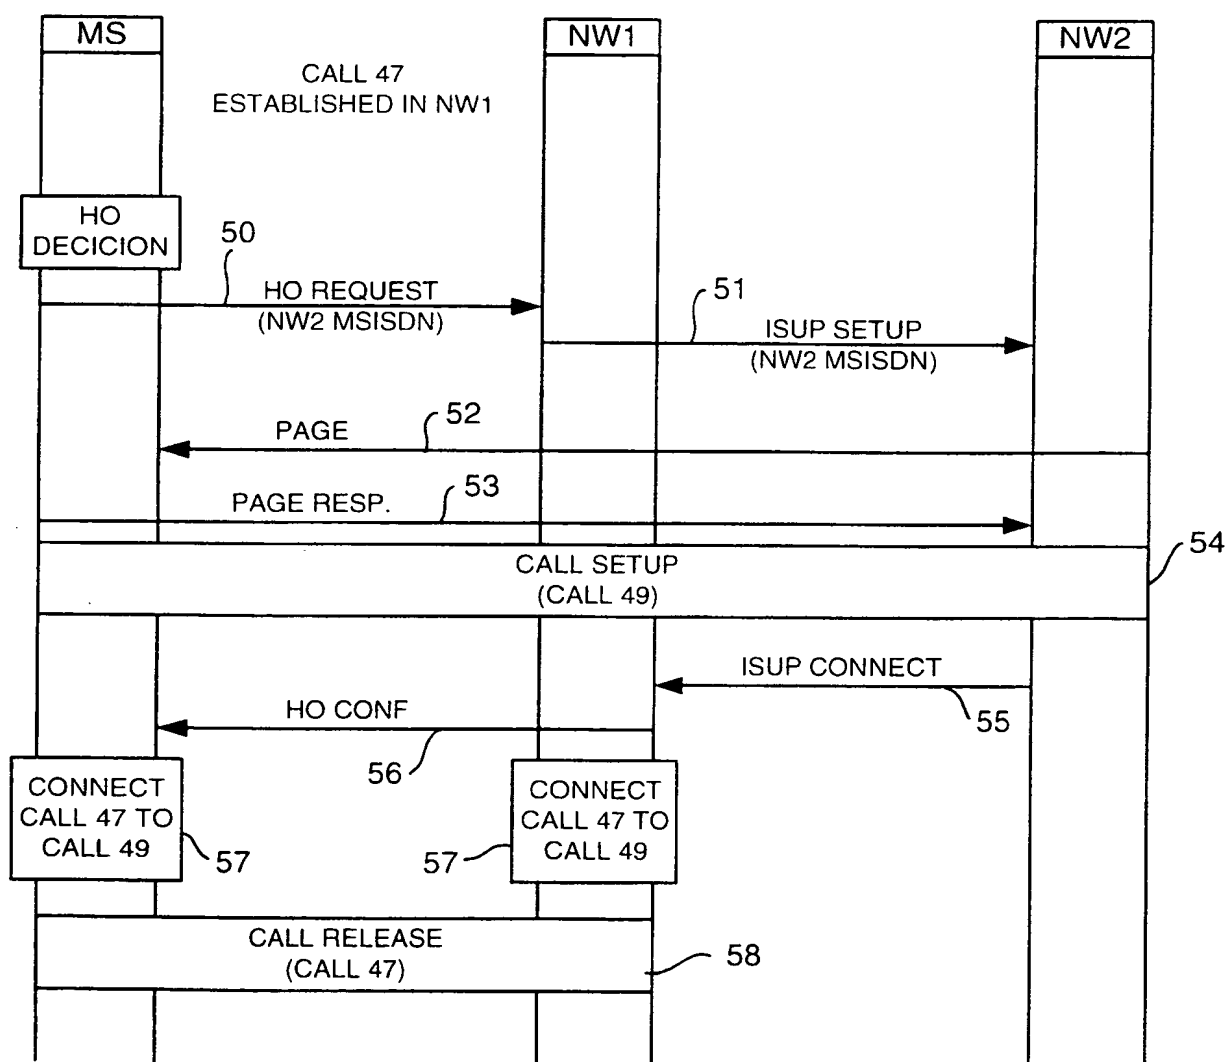 MS
NW1
NW2
CALL 47
ESTABLISHED IN NW1
HO
DECICION
50
HO REQUEST
(NW2 MSISDN)
51
ISUP SETUP
(NW2 MSISDN)
PAGE
52
PAGE RESP.
53
CALL SETUP
(CALL 49)
54
ISUP CONNECT
55
HO CONF
56
CONNECT
CALL 47 TO
CALL 49
57
CONNECT
CALL 47 TO
CALL 49
57
CALL RELEASE
(CALL 47)
58